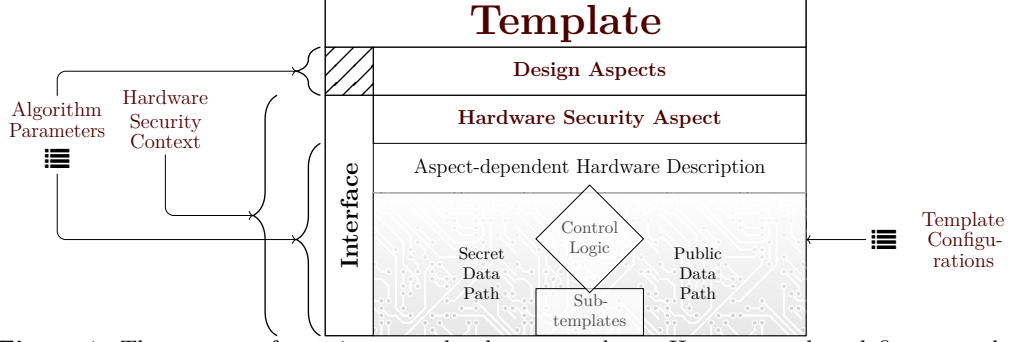 Template
Design Aspects
Hardware Security Aspect
Aspect-dependent Hardware Description
Interface
Algorithm
Parameters
Hardware
Security
Context
Control
Logic
Secret
Data
Path
Public
Data
Path
Sub-
templates
Template
Configu-
rations